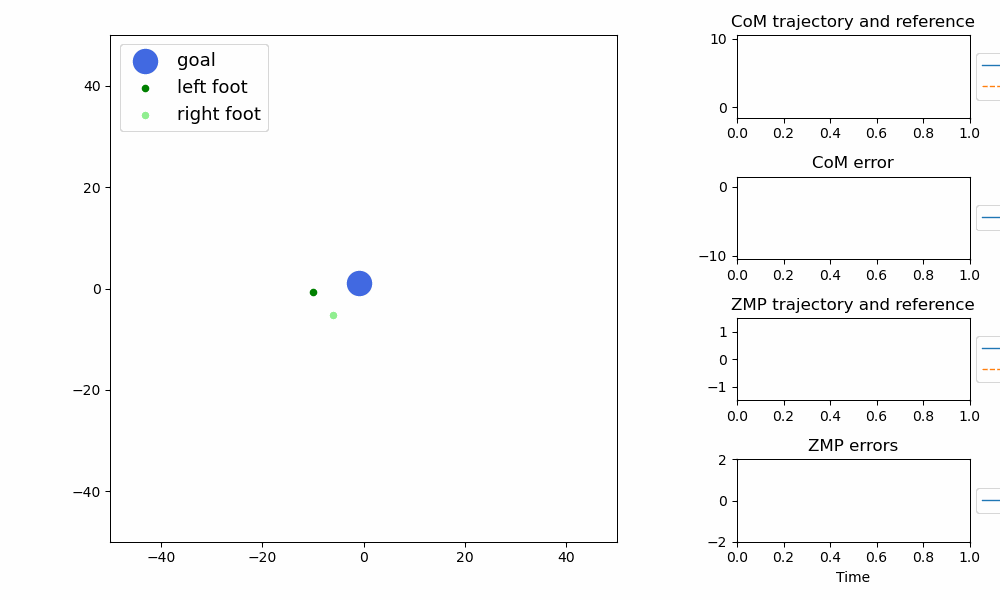 goal
left foot
right foot
40
20
0
−20
−40
−40
−20
0
20
40
CoM trajectory and reference
10
0
0.0 0.2 0.4 0.6 0.8 1.0
CoM error
0
−10
0.0 0.2 0.4 0.6 0.8 1.0
ZMP trajectory and reference
1
0
−1
0.0 0.2 0.4 0.6 0.8 1.0
ZMP errors
2
0
−2
0.0 0.2 0.4 0.6 0.8 1.0
Time